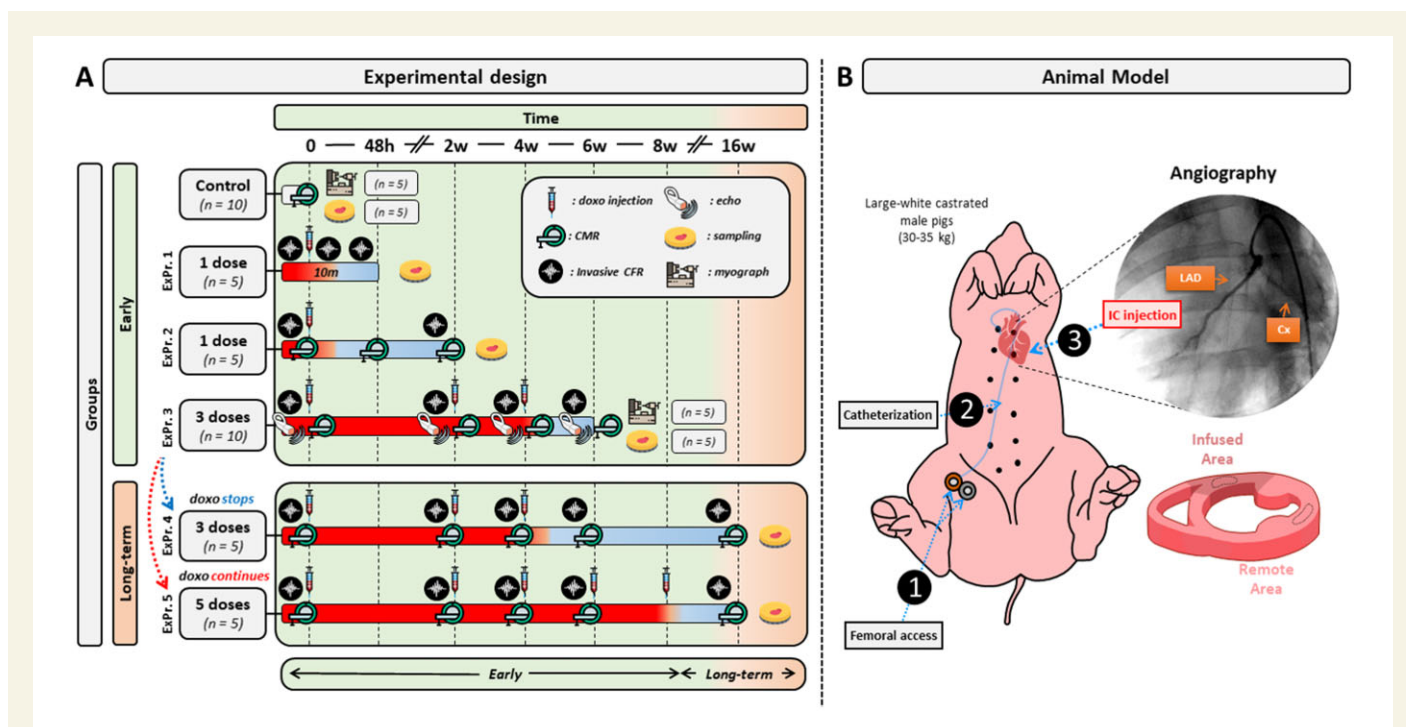 A
Experimental design
Time
0
48h
2w
4w
6w
8w
16w
Groups
Early
Control
(n = 10)
(n = 5)
(n = 5)
: doxo injection
: echo
: CMR
: sampling
: Invasive CFR
: myograph
ExPr. 1
1 dose
(n = 5)
10m
ExPr. 2
1 dose
(n = 5)
ExPr. 3
3 doses
(n = 10)
(n = 5)
(n = 5)
Long-term
doxo stops
ExPr. 4
3 doses
(n = 5)
doxo continues
ExPr. 5
5 doses
(n = 5)
Early
Long-term
B
Animal Model
Large-white castrated
male pigs
(30-35 kg)
Angiography
LAD
Cx
IC injection
3
Catheterization
2
1
Femoral access
Infused
Area
Remote
Area